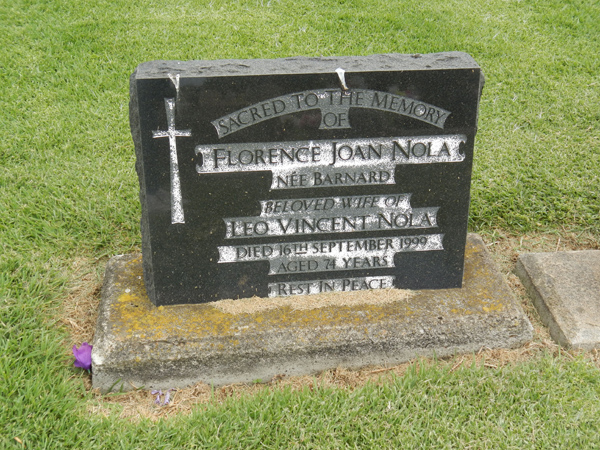 SACRED TO THE MEMORY
OF
FLORENCE JOAN NOLA
NÉE BARNARD
BELOVED WIFE OF
LEO VINCENT NOLA
DIED 16TH SEPTEMBER 1999
AGED 74 YEARS
REST IN PEACE